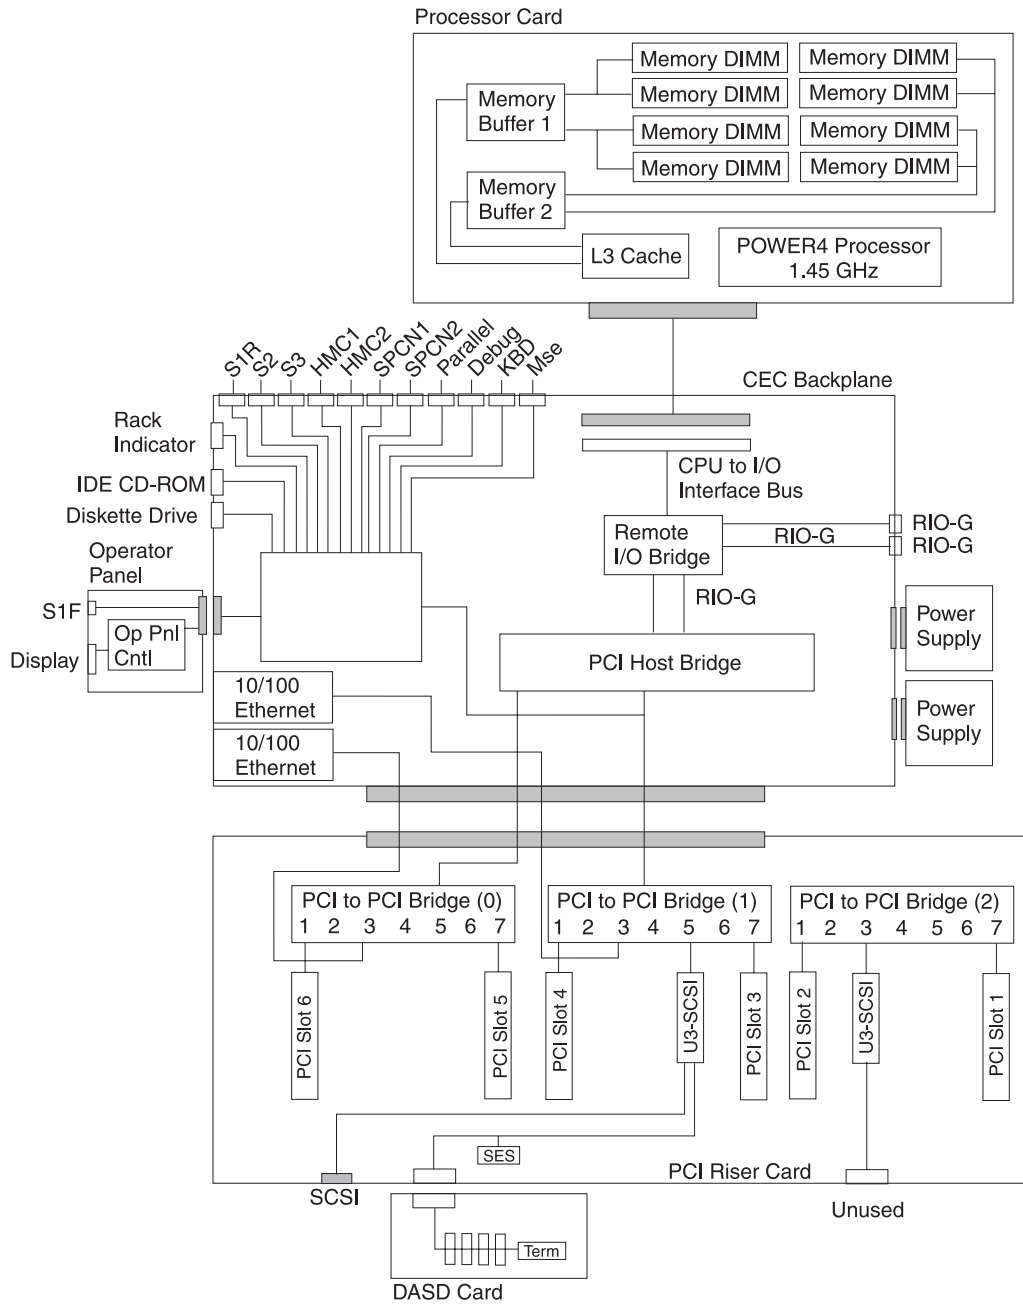 Processor Card
Memory DIMM
Memory DIMM
Memory DIMM
Memory DIMM
Memory DIMM
Memory DIMM
Memory DIMM
Memory DIMM
Memory
Buffer 1
Memory
Buffer 2
L3 Cache
POWER4 Processor
1.45 GHz
S1R
S2
S3
HMC1
HMC2
SPCN1
SPCN2
Parallel
Debug
KBD
Mse
CEC Backplane
Rack
Indicator
IDE CD-ROM
Diskette Drive
Operator
Panel
S1F
Display
Op Pnl
Cntl
CPU to I/O
Interface Bus
Remote
I/O Bridge
RIO-G
RIO-G
RIO-G
RIO-G
PCI Host Bridge
Power
Supply
Power
Supply
10/100
Ethernet
10/100
Ethernet
PCI to PCI Bridge (0)
1 2 3 4 5 6 7
PCI to PCI Bridge (1)
1 2 3 4 5 6 7
PCI to PCI Bridge (2)
1 2 3 4 5 6 7
PCI Slot 6
PCI Slot 5
PCI Slot 4
U3-SCSI
PCI Slot 3
PCI Slot 2
U3-SCSI
PCI Slot 1
SES
PCI Riser Card
SCSI
Unused
Term
DASD Card